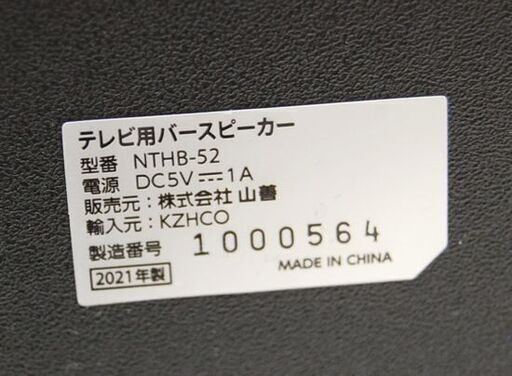 テレビ用バースピーカー
型番 NTHB-52
電源 DC5V⎓1A
販売元：株式会社 山善
輸入元：KZHCO
製造番号 1000564
2021年製 MADE IN CHINA